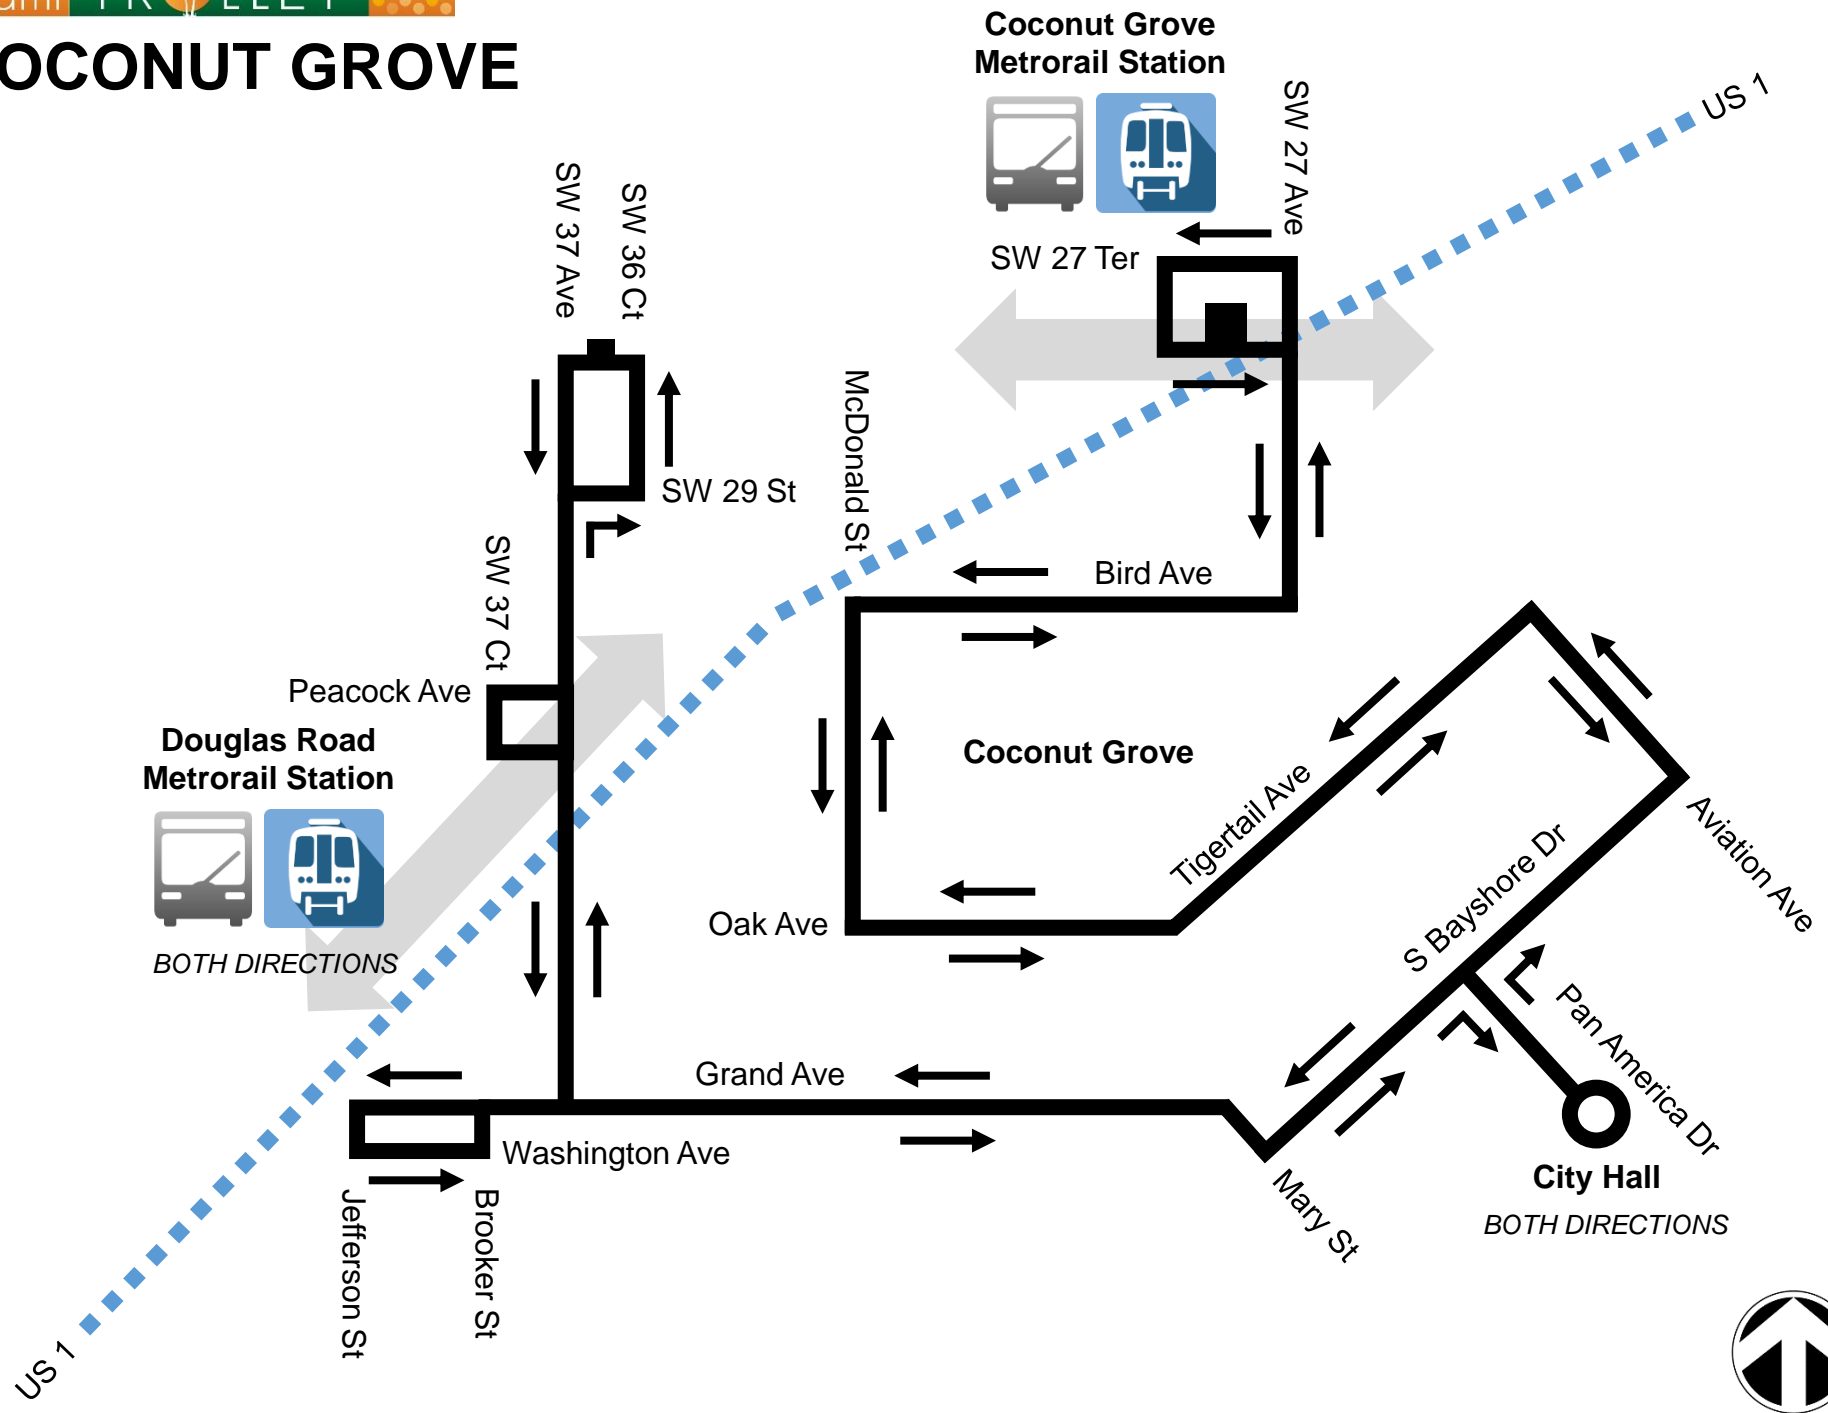 TROLLEY
OCONUT GROVE
Coconut Grove
Metrorail Station
US 1
SW 27 Ave
SW 27 Ter
SW 37 Ave
SW 36 Ct
SW 29 St
McDonald St
Bird Ave
SW 37 Ct
Peacock Ave
Douglas Road
Metrorail Station
BOTH DIRECTIONS
Coconut Grove
Tigertail Ave
Aviation Ave
S Bayshore Dr
Oak Ave
Pan America Dr
Grand Ave
Washington Ave
City Hall
BOTH DIRECTIONS
Mary St
Jefferson St
Brooker St
US 1